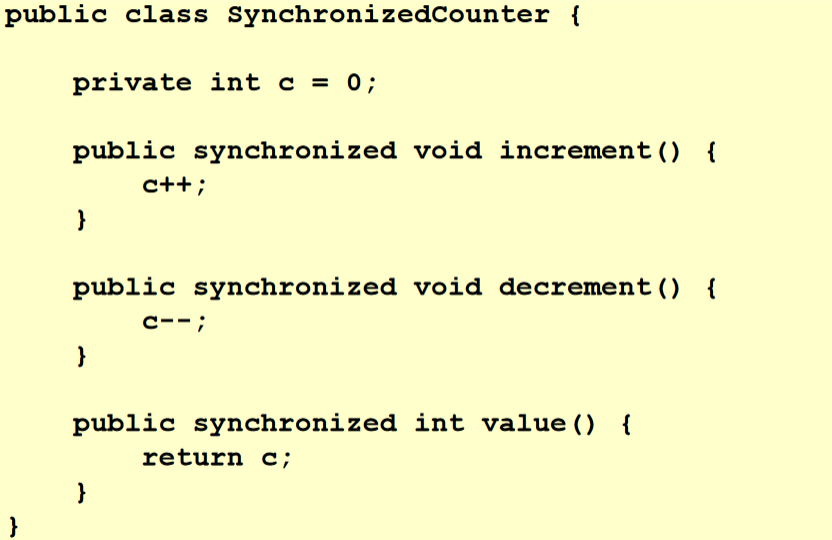 public class SynchronizedCounter {
private int c = 0;
public synchronized void increment() {
c++;
}
public synchronized void decrement() {
c--;
}
public synchronized int value() {
return c;
}
}